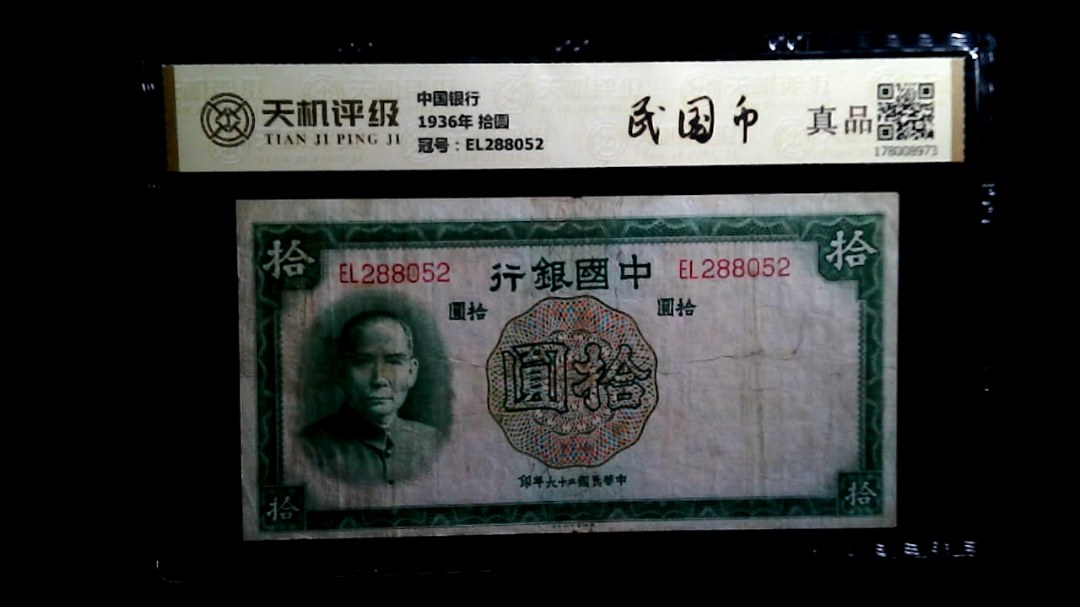 天机评级
TIAN JI PING JI
中国银行
1936年 拾圆
冠号：EL288052
民国币
真品
178008973
拾
拾
EL288052
行銀國中
EL288052
圓拾
圓拾
圓拾
印年六十二國民華中
拾
拾